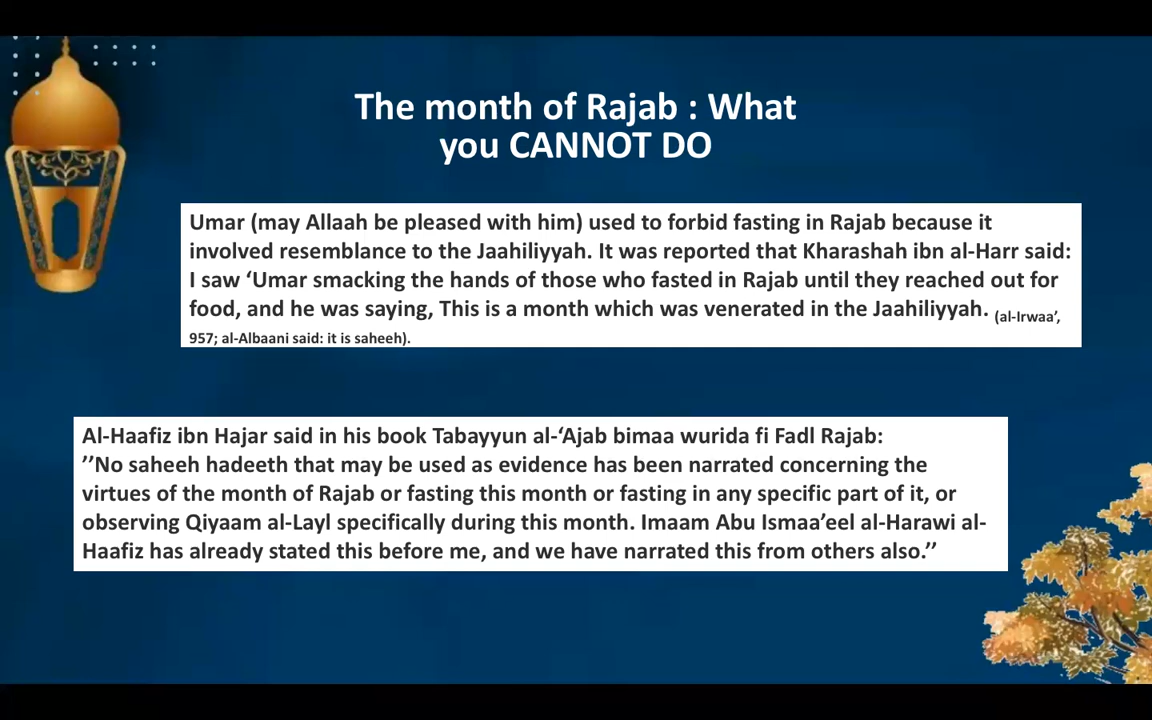 The month of Rajab : What
you CANNOT DO
Umar (may Allaah be pleased with him) used to forbid fasting in Rajab because it
involved resemblance to the Jaahiliyyah. It was reported that Kharashah ibn al-Harr said:
I saw ‘Umar smacking the hands of those who fasted in Rajab until they reached out for
food, and he was saying, This is a month which was venerated in the Jaahiliyyah. (al-Irwaa’,
957; al-Albaani said: it is saheeh).
Al-Haafiz ibn Hajar said in his book Tabayyun al-‘Ajab bimaa wurida fi Fadl Rajab:
’’No saheeh hadeeth that may be used as evidence has been narrated concerning the
virtues of the month of Rajab or fasting this month or fasting in any specific part of it, or
observing Qiyaam al-Layl specifically during this month. Imaam Abu Ismaa’eel al-Harawi al-
Haafiz has already stated this before me, and we have narrated this from others also.’’